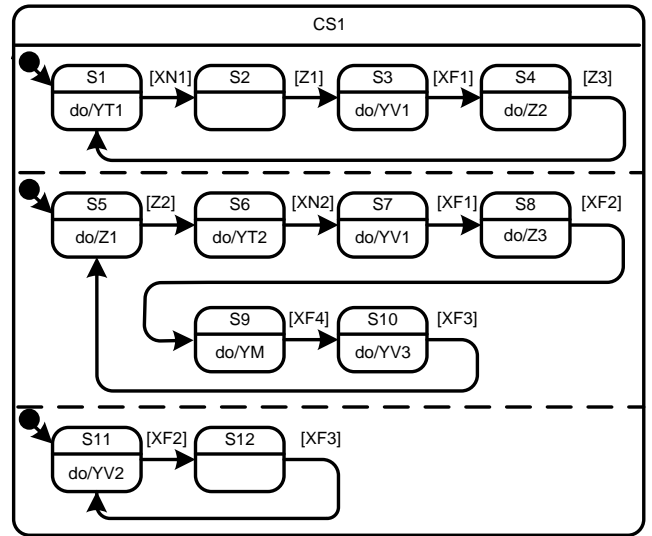 CS1
S1 [XN1] S2 [Z1] S3 [XF1] S4 [Z3]
do/YT1 do/YV1 do/Z2
S5 [Z2] S6 [XN2] S7 [XF1] S8 [XF2]
do/Z1 do/YT2 do/YV1 do/Z3
S9 [XF4] S10 [XF3]
do/YM do/YV3
S11 [XF2] S12 [XF3]
do/YV2